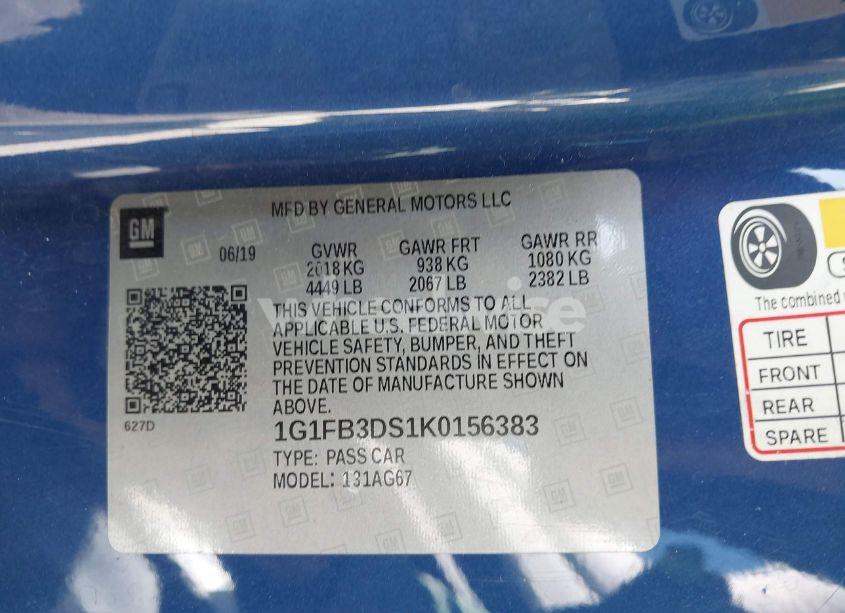 MFD BY GENERAL MOTORS LLC
GM
06/19
GVWR GAWR FRT GAWR RR
2018 KG 938 KG 1080 KG
4449 LB 2067 LB 2382 LB
THIS VEHICLE CONFORMS TO ALL
APPLICABLE U.S. FEDERAL MOTOR
VEHICLE SAFETY, BUMPER, AND THEFT
PREVENTION STANDARDS IN EFFECT ON
THE DATE OF MANUFACTURE SHOWN
ABOVE.
627D
1G1FB3DS1K0156383
TYPE: PASS CAR
MODEL: 131AG67
The combined
TIRE
FRONT
REAR
SPARE